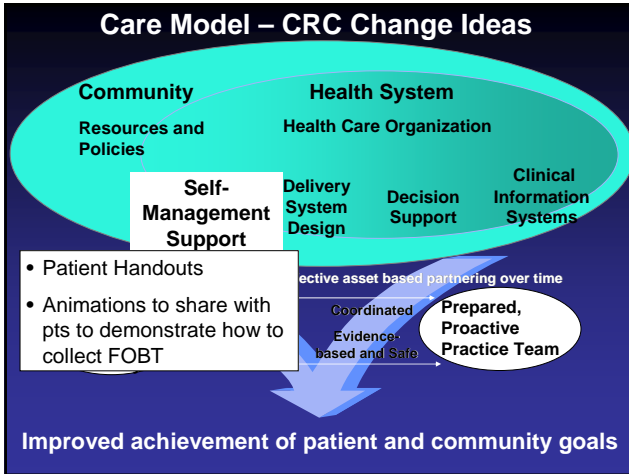 Care Model – CRC Change Ideas
Community
Health System
Resources and
Policies
Health Care Organization
Self-
Management
Support
Delivery
System
Design
Decision
Support
Clinical
Information
Systems
• Patient Handouts
• Animations to share with
pts to demonstrate how to
collect FOBT
ective asset based partnering over time
Coordinated
Evidence-
based and Safe
Prepared,
Proactive
Practice Team
Improved achievement of patient and community goals